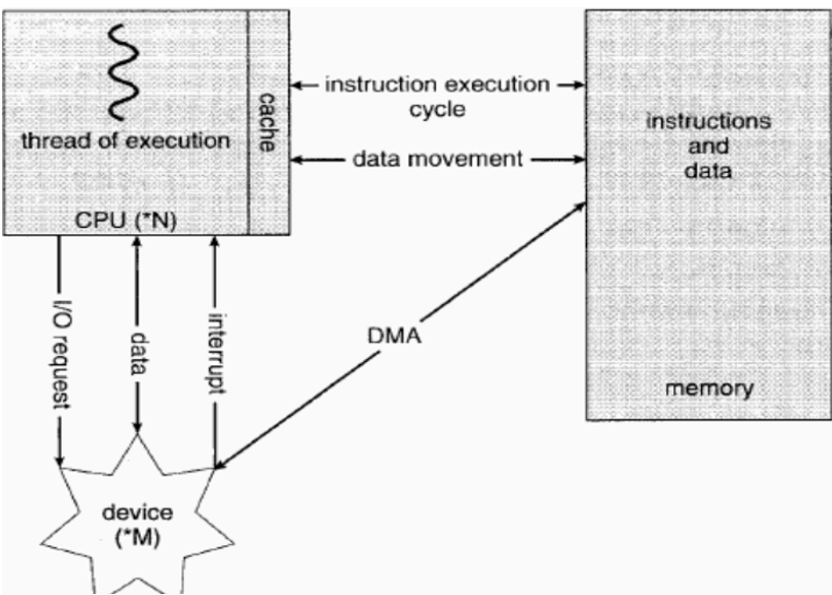 thread of execution
cache
CPU (*N)
instruction execution
cycle
data movement
instructions
and
data
memory
I/O request
data
interrupt
DMA
device
(*M)